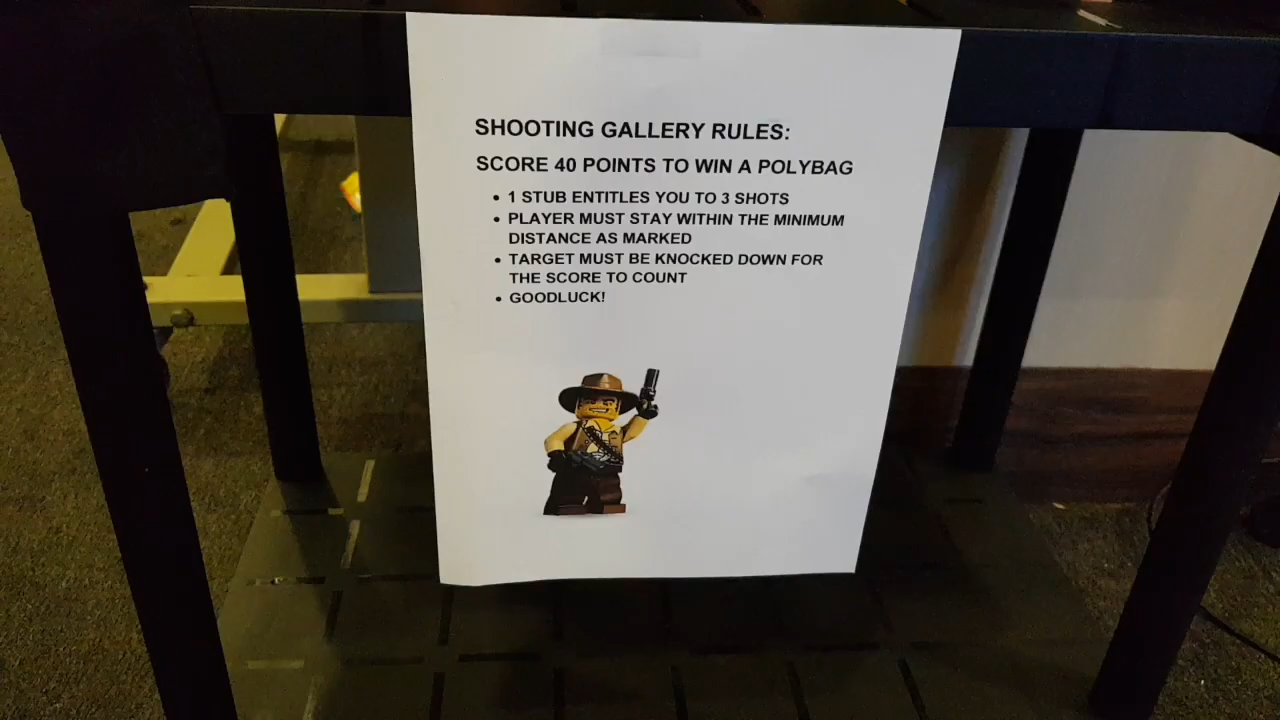 SHOOTING GALLERY RULES:
SCORE 40 POINTS TO WIN A POLYBAG
• 1 STUB ENTITLES YOU TO 3 SHOTS
• PLAYER MUST STAY WITHIN THE MINIMUM
DISTANCE AS MARKED
• TARGET MUST BE KNOCKED DOWN FOR
THE SCORE TO COUNT
• GOODLUCK!